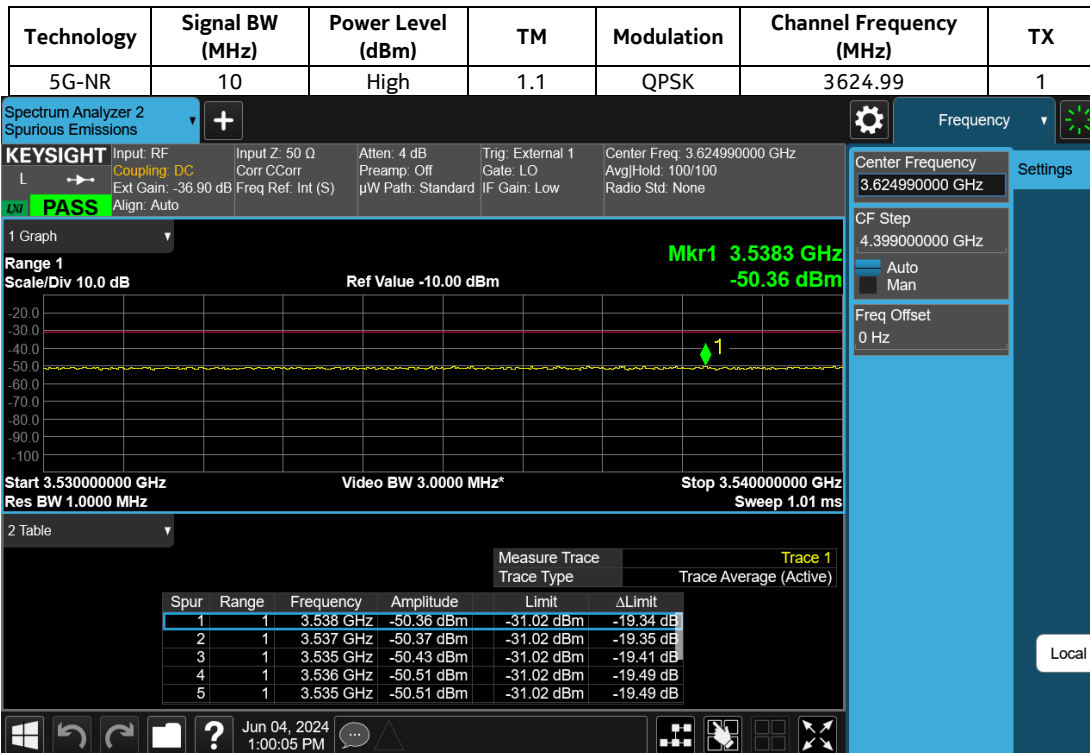 Technology Signal BW (MHz) Power Level (dBm) TM Modulation Channel Frequency (MHz) TX
5G-NR 10 High 1.1 QPSK 3624.99 1
Spectrum Analyzer 2
Spurious Emissions
Frequency
KEYSIGHT Input: RF Input Z: 50 Ω Atten: 4 dB Trig: External 1 Center Freq: 3.624990000 GHz
L Coupling: DC Corr CCorr Preamp: Off Gate: LO Avg|Hold: 100/100
Ext Gain: -36.90 dB Freq Ref: Int (S) µW Path: Standard IF Gain: Low Radio Std: None
LXI PASS Align: Auto
Center Frequency
3.624990000 GHz
Settings
CF Step
4.399000000 GHz
Auto
Man
Freq Offset
0 Hz
1 Graph
Mkr1 3.5383 GHz
Range 1
Scale/Div 10.0 dB Ref Value -10.00 dBm -50.36 dBm
-20.0
-30.0
-40.0
-50.0
-60.0
-70.0
-80.0
-90.0
-100
1
Start 3.530000000 GHz Video BW 3.0000 MHz* Stop 3.540000000 GHz
Res BW 1.0000 MHz Sweep 1.01 ms
2 Table
Measure Trace Trace 1
Trace Type Trace Average (Active)
Spur Range Frequency Amplitude Limit ΔLimit
1 1 3.538 GHz -50.36 dBm -31.02 dBm -19.34 dB
2 1 3.537 GHz -50.37 dBm -31.02 dBm -19.35 dB
3 1 3.535 GHz -50.43 dBm -31.02 dBm -19.41 dB
4 1 3.536 GHz -50.51 dBm -31.02 dBm -19.49 dB
5 1 3.535 GHz -50.51 dBm -31.02 dBm -19.49 dB
Local
?
Jun 04, 2024
1:00:05 PM